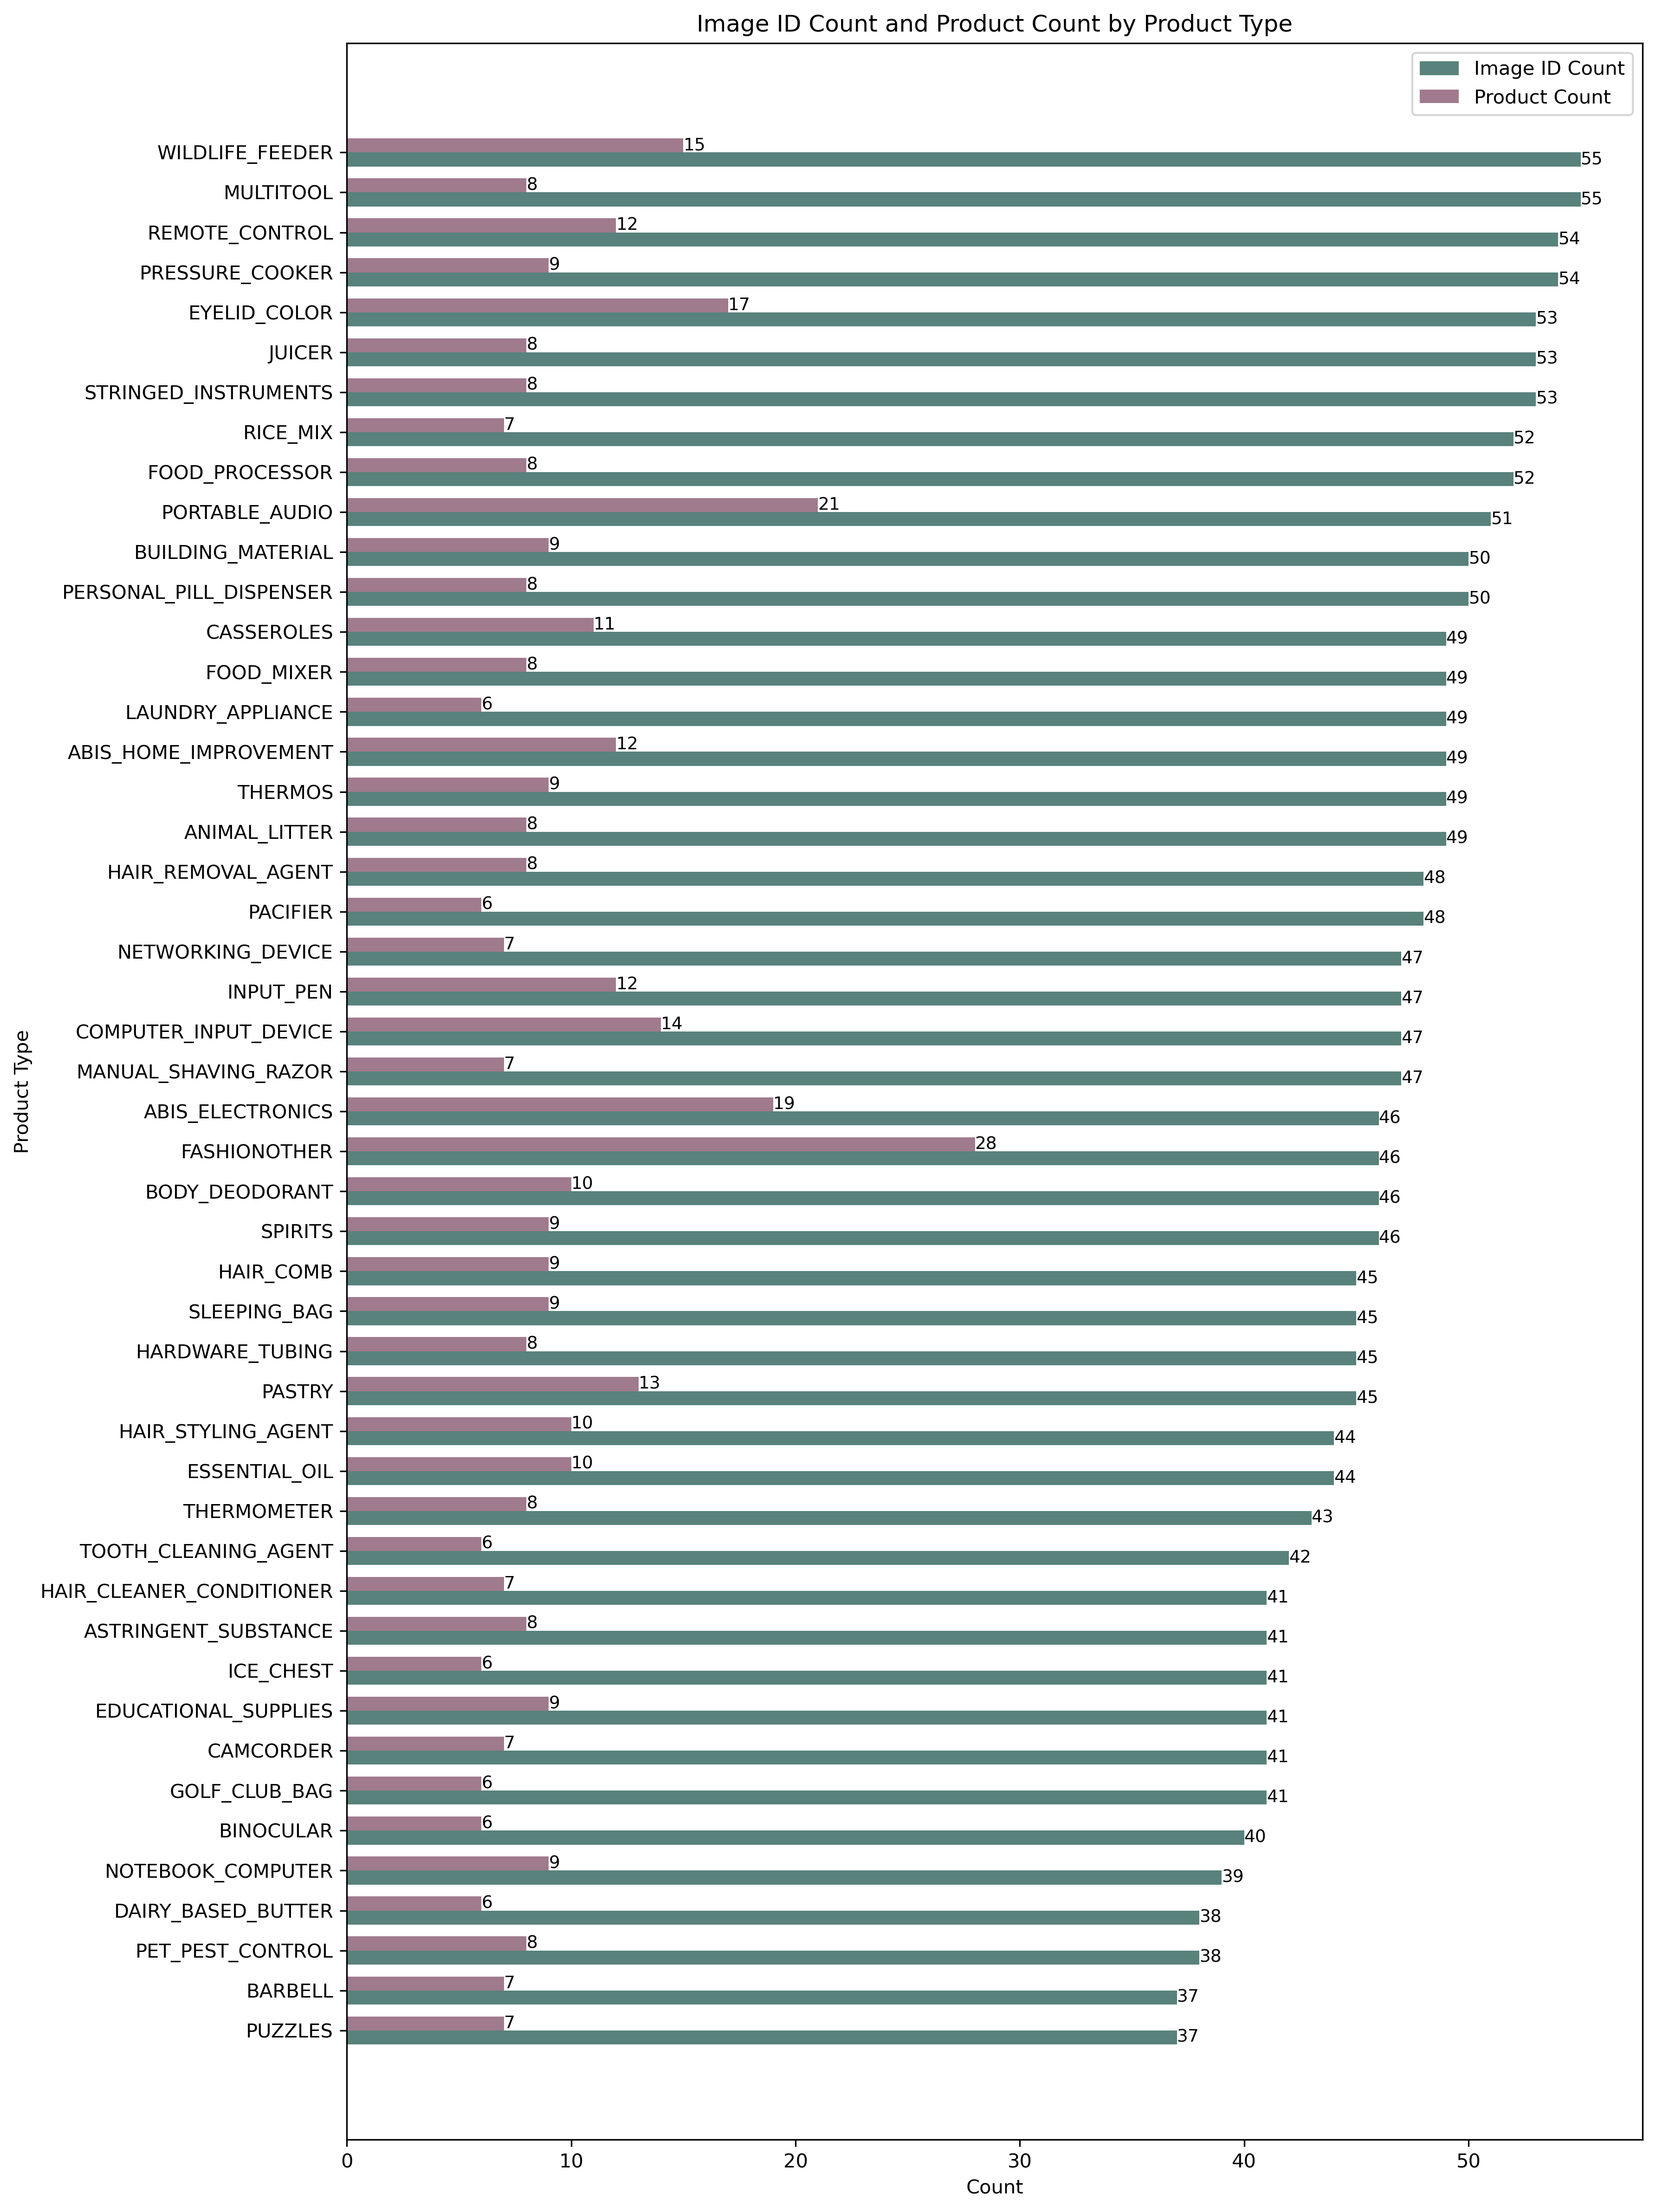 Image ID Count and Product Count by Product Type
Image ID Count
Product Count
WILDLIFE_FEEDER 15 55
MULTITOOL 8 55
REMOTE_CONTROL 12 54
PRESSURE_COOKER 9 54
EYELID_COLOR 17 53
JUICER 8 53
STRINGED_INSTRUMENTS 8 53
RICE_MIX 7 52
FOOD_PROCESSOR 8 52
PORTABLE_AUDIO 21 51
BUILDING_MATERIAL 9 50
PERSONAL_PILL_DISPENSER 8 50
CASSEROLES 11 49
FOOD_MIXER 8 49
LAUNDRY_APPLIANCE 6 49
ABIS_HOME_IMPROVEMENT 12 49
THERMOS 9 49
ANIMAL_LITTER 8 49
HAIR_REMOVAL_AGENT 8 48
PACIFIER 6 48
NETWORKING_DEVICE 7 47
INPUT_PEN 12 47
COMPUTER_INPUT_DEVICE 14 47
MANUAL_SHAVING_RAZOR 7 47
ABIS_ELECTRONICS 19 46
FASHIONOTHER 28 46
BODY_DEODORANT 10 46
SPIRITS 9 46
HAIR_COMB 9 45
SLEEPING_BAG 9 45
HARDWARE_TUBING 8 45
PASTRY 13 45
HAIR_STYLING_AGENT 10 44
ESSENTIAL_OIL 10 44
THERMOMETER 8 43
TOOTH_CLEANING_AGENT 6 42
HAIR_CLEANER_CONDITIONER 7 41
ASTRINGENT_SUBSTANCE 8 41
ICE_CHEST 6 41
EDUCATIONAL_SUPPLIES 9 41
CAMCORDER 7 41
GOLF_CLUB_BAG 6 41
BINOCULAR 6 40
NOTEBOOK_COMPUTER 9 39
DAIRY_BASED_BUTTER 6 38
PET_PEST_CONTROL 8 38
BARBELL 7 37
PUZZLES 7 37
Product Type
0 10 20 30 40 50
Count